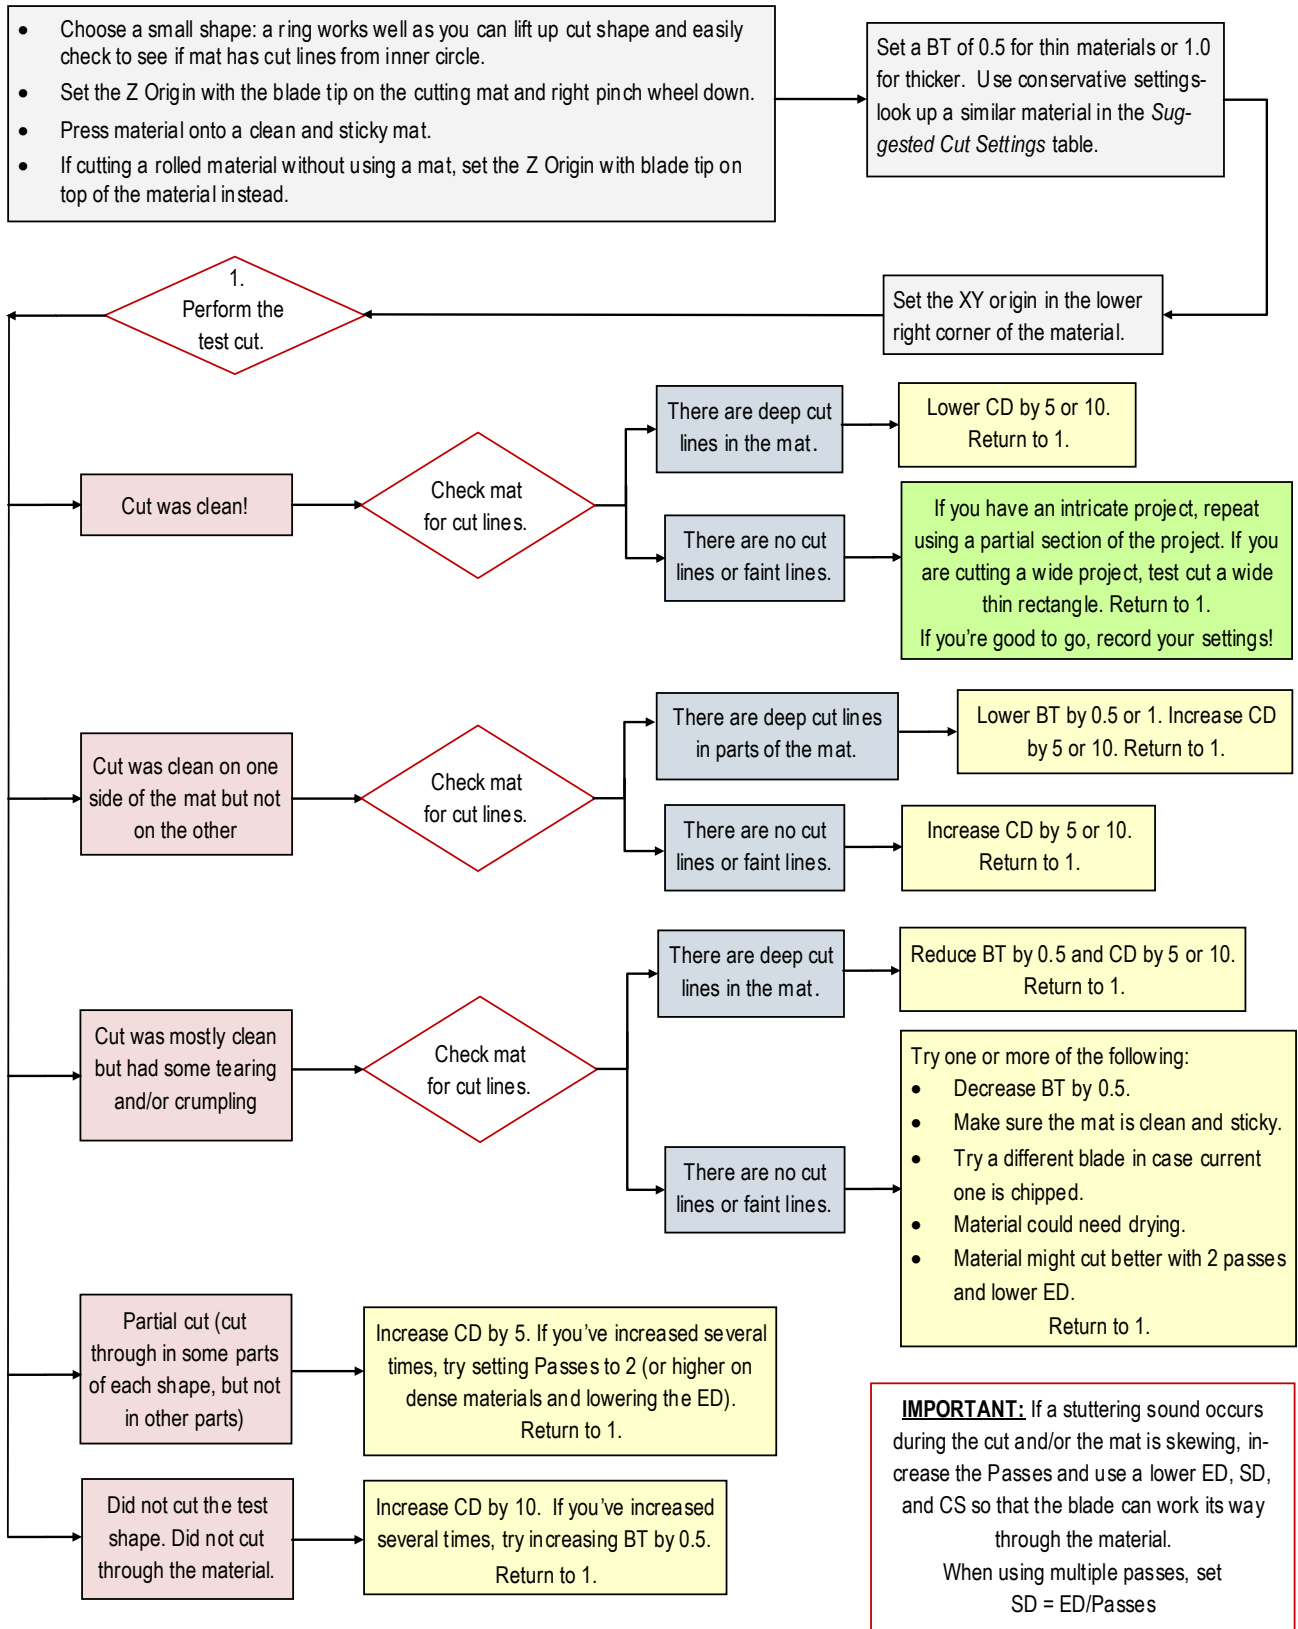 • Choose a small shape: a ring works well as you can lift up cut shape and easily
check to see if mat has cut lines from inner circle.
• Set the Z Origin with the blade tip on the cutting mat and right pinch wheel down.
• Press material onto a clean and sticky mat.
• If cutting a rolled material without using a mat, set the Z Origin with blade tip on
top of the material instead.
Set a BT of 0.5 for thin materials or 1.0
for thicker. Use conservative settings-
look up a similar material in the Sug-
gested Cut Settings table.
Set the XY origin in the lower
right corner of the material.
1.
Perform the
test cut.
Cut was clean!
Check mat
for cut lines.
There are deep cut
lines in the mat.
Lower CD by 5 or 10.
Return to 1.
There are no cut
lines or faint lines.
If you have an intricate project, repeat
using a partial section of the project. If you
are cutting a wide project, test cut a wide
thin rectangle. Return to 1.
If you're good to go, record your settings!
Cut was clean on one
side of the mat but not
on the other
Check mat
for cut lines.
There are deep cut lines
in parts of the mat.
Lower BT by 0.5 or 1. Increase CD
by 5 or 10. Return to 1.
There are no cut
lines or faint lines.
Increase CD by 5 or 10.
Return to 1.
Cut was mostly clean
but had some tearing
and/or crumpling
Check mat
for cut lines.
There are deep cut
lines in the mat.
Reduce BT by 0.5 and CD by 5 or 10.
Return to 1.
There are no cut
lines or faint lines.
Try one or more of the following:
• Decrease BT by 0.5.
• Make sure the mat is clean and sticky.
• Try a different blade in case current
one is chipped.
• Material could need drying.
• Material might cut better with 2 passes
and lower ED.
Return to 1.
Partial cut (cut
through in some parts
of each shape, but not
in other parts)
Increase CD by 5. If you've increased several
times, try setting Passes to 2 (or higher on
dense materials and lowering the ED).
Return to 1.
Did not cut the test
shape. Did not cut
through the material.
Increase CD by 10. If you've increased
several times, try increasing BT by 0.5.
Return to 1.
IMPORTANT: If a stuttering sound occurs
during the cut and/or the mat is skewing, in-
crease the Passes and use a lower ED, SD,
and CS so that the blade can work its way
through the material.
When using multiple passes, set
SD = ED/Passes